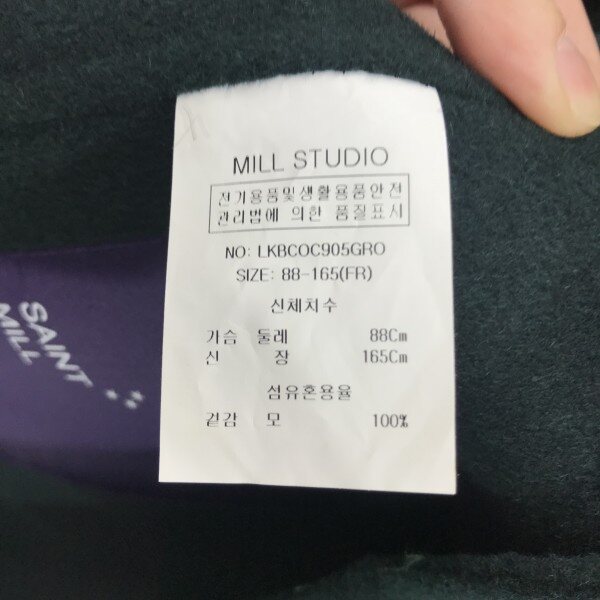 MILL STUDIO
전기용품및생활용품안전
관리법에 의한 품질표시
NO: LKBCOC905GRO
SIZE: 88-165(FR)
신체치수
가슴 둘레 88Cm
신 장 165Cm
섬유혼용율
겉감 모 100%
SAINT
MILL